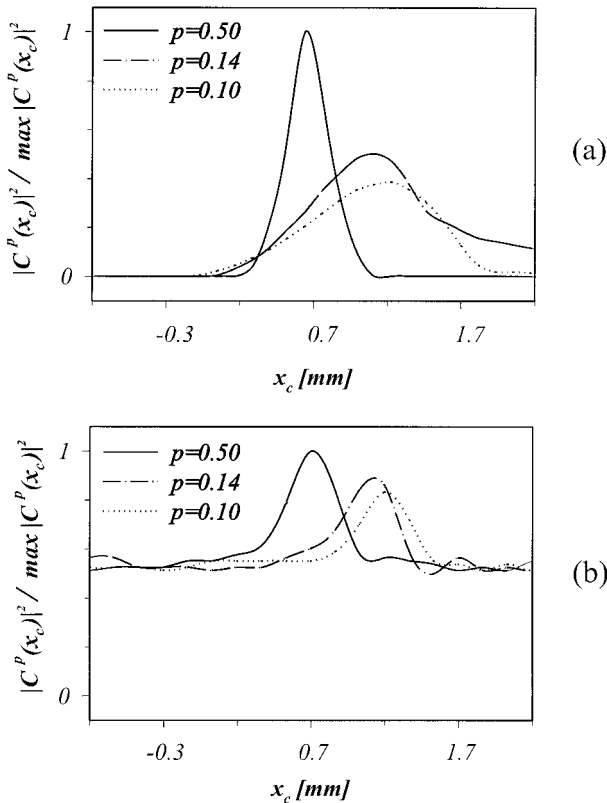 1
p=0.50
p=0.14
p=0.10
|C^p(x_c)|^2 / max |C^p(x_c)|^2
(a)
0
-0.3 0.7 1.7
x_c [mm]
1
p=0.50
p=0.14
p=0.10
|C^p(x_c)|^2 / max |C^p(x_c)|^2
(b)
0
-0.3 0.7 1.7
x_c [mm]